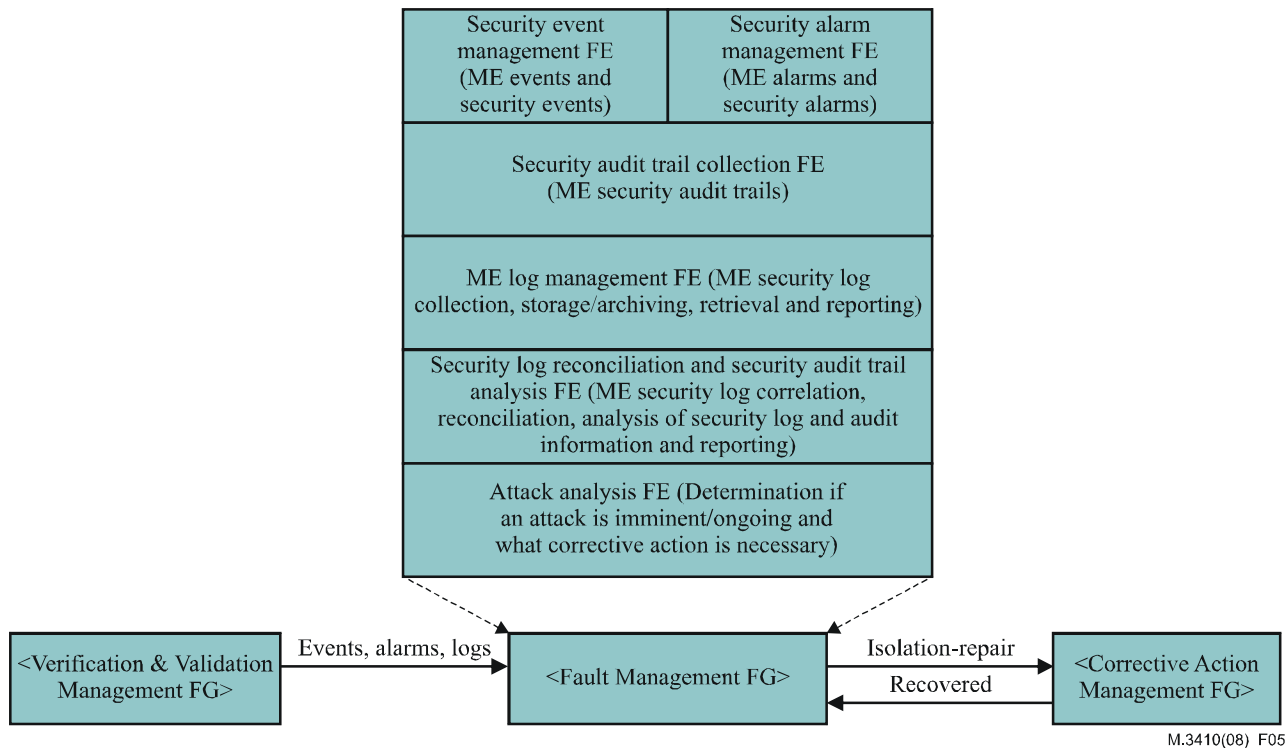 Security event
management FE
(ME events and
security events)
Security alarm
management FE
(ME alarms and
security alarms)
Security audit trail collection FE
(ME security audit trails)
ME log management FE (ME security log
collection, storage/archiving, retrieval and reporting)
Security log reconciliation and security audit trail
analysis FE (ME security log correlation,
reconciliation, analysis of security log and audit
information and reporting)
Attack analysis FE (Determination if
an attack is imminent/ongoing and
what corrective action is necessary)
<Verification & Validation
Management FG>
Events, alarms, logs
<Fault Management FG>
Isolation-repair
Recovered
<Corrective Action
Management FG>
M.3410(08)_F05